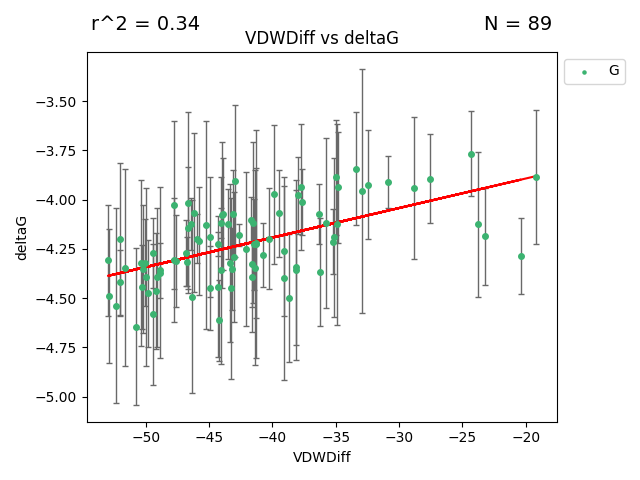 r^2 = 0.34
N = 89
VDWDiff vs deltaG
G
−3.50
−3.75
−4.00
−4.25
−4.50
−4.75
−5.00
deltaG
−50
−45
−40
−35
−30
−25
−20
VDWDiff